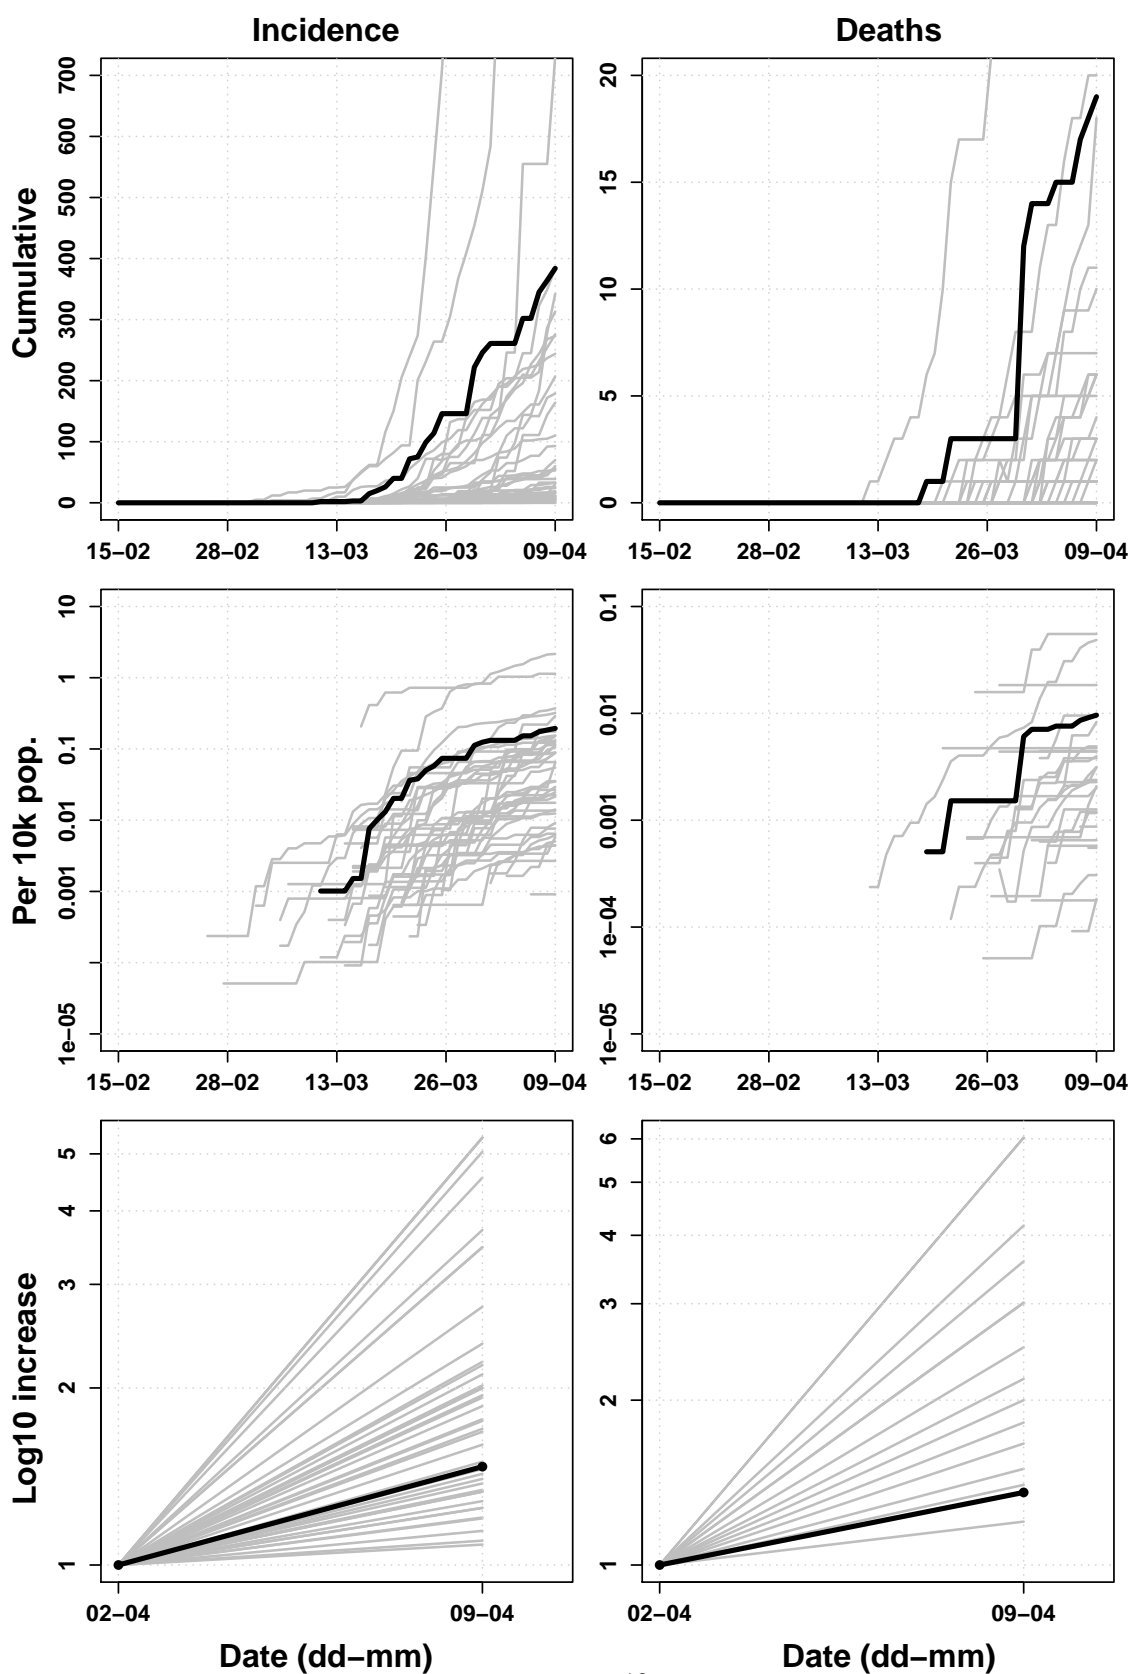 Incidence
Deaths
Cumulative
0 100 200 300 400 500 600 700
15−02 28−02 13−03 26−03 09−04
0 5 10 15 20
15−02 28−02 13−03 26−03 09−04
Per 10k pop.
1e−05 0.001 0.01 0.1 1 10
15−02 28−02 13−03 26−03 09−04
1e−05 1e−04 0.001 0.01 0.1
15−02 28−02 13−03 26−03 09−04
Log10 increase
1 2 3 4 5
02−04 09−04
1 2 3 4 5 6
02−04 09−04
Date (dd−mm)
Date (dd−mm)